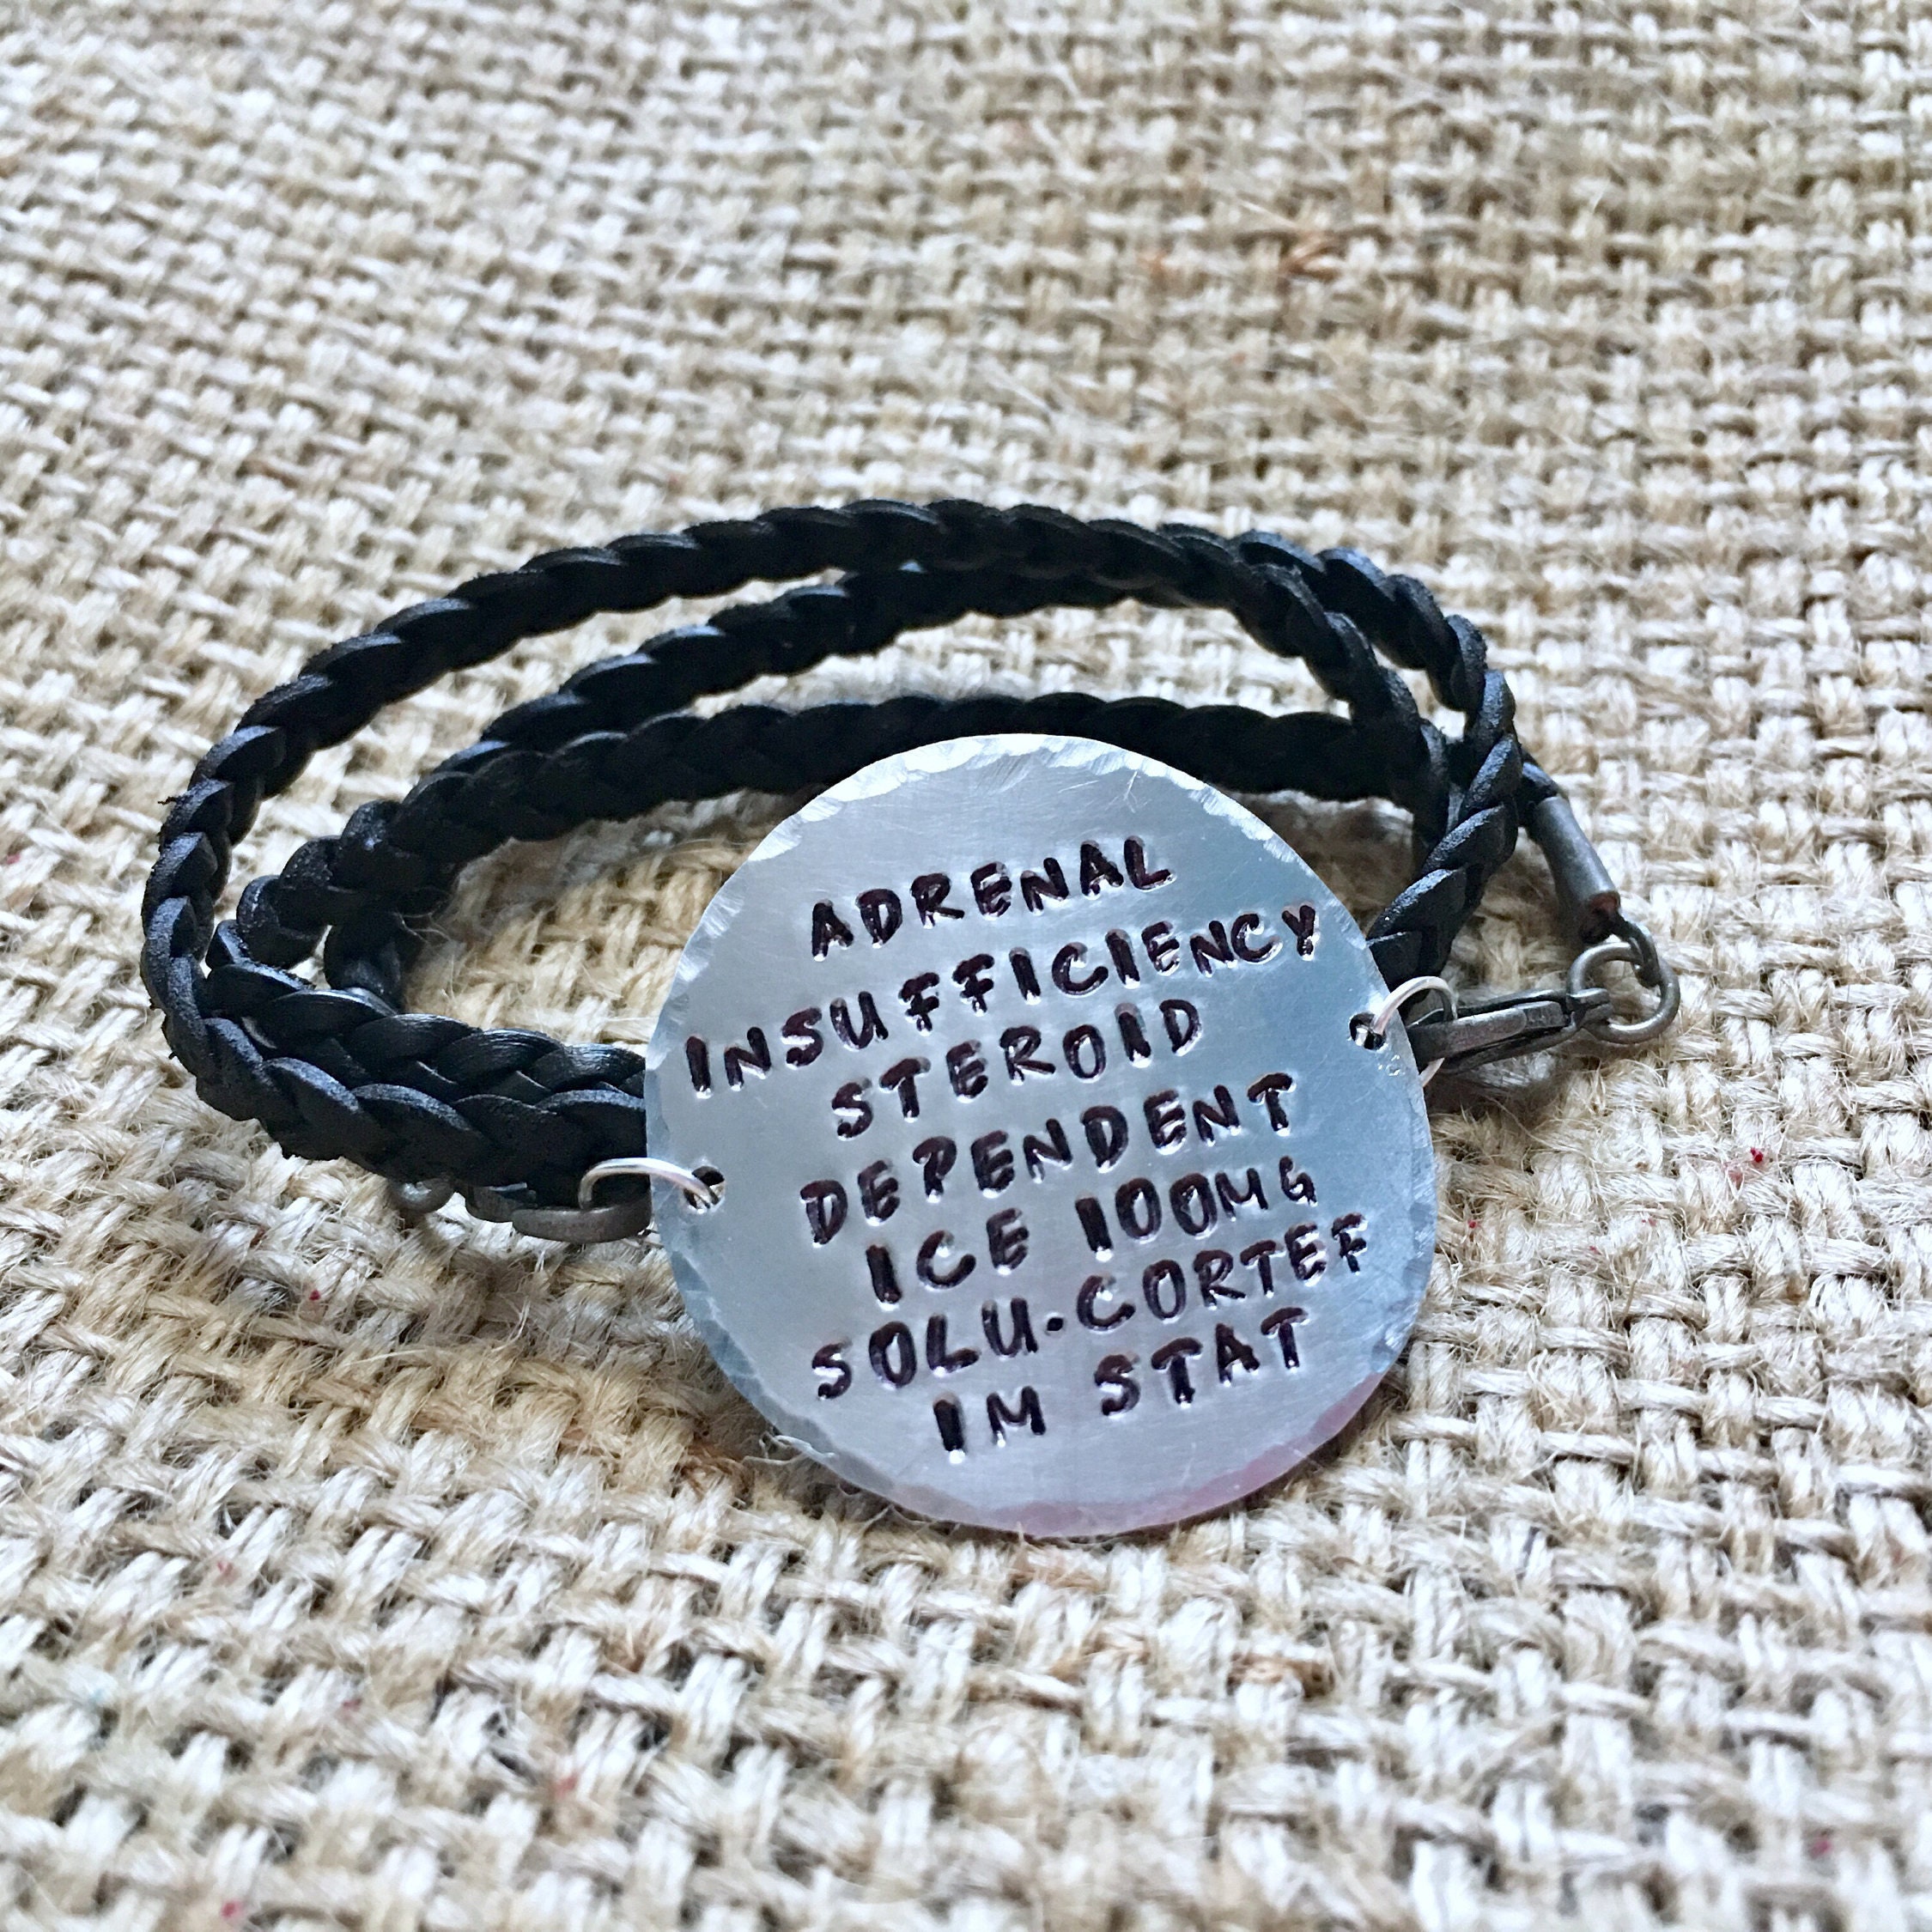 ADRENAL
INSUFFICIENCY
STEROID
DEPENDENT
ICE 100MG
SOLU-CORTEF
IM STAT